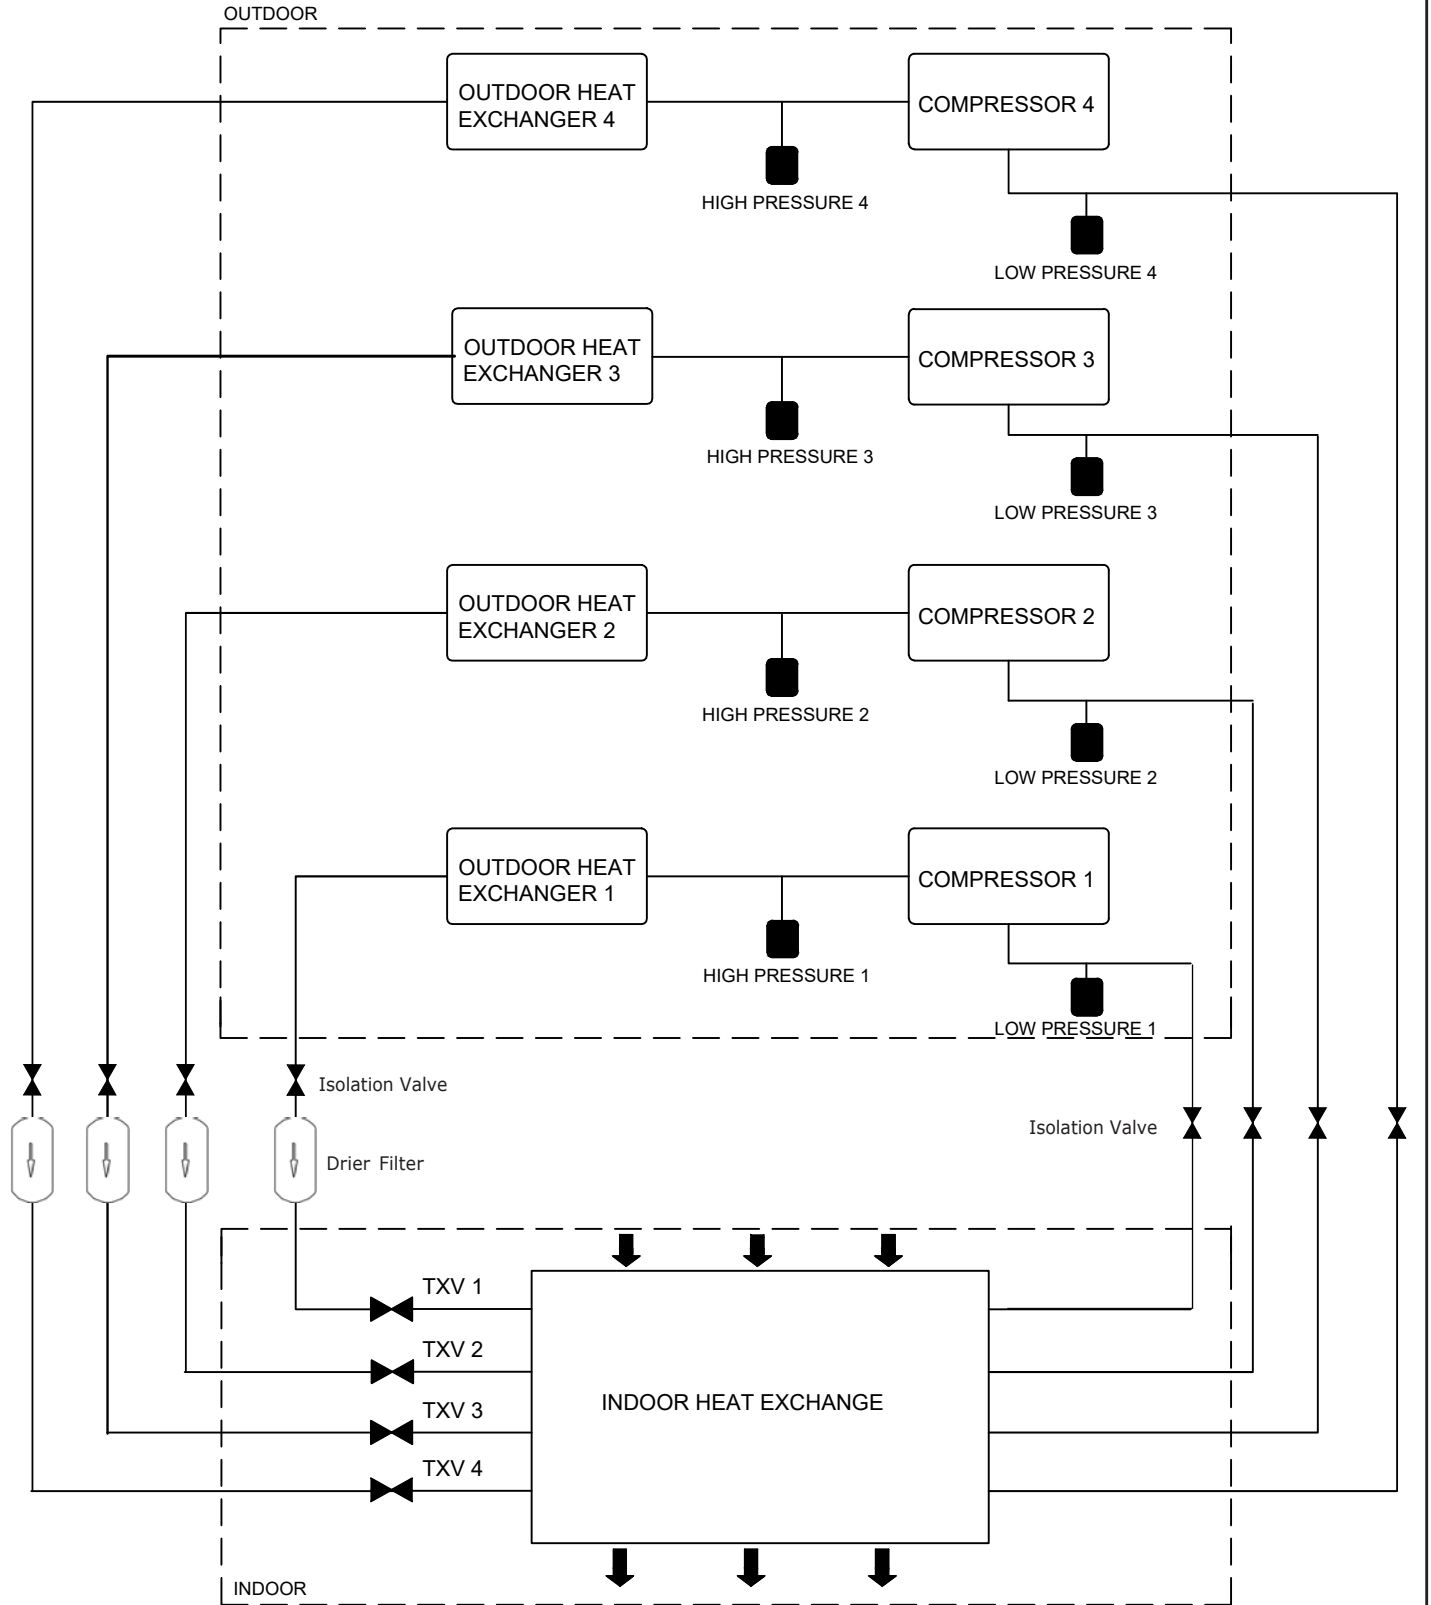 OUTDOOR
OUTDOOR HEAT
EXCHANGER 4
COMPRESSOR 4
HIGH PRESSURE 4
LOW PRESSURE 4
OUTDOOR HEAT
EXCHANGER 3
COMPRESSOR 3
HIGH PRESSURE 3
LOW PRESSURE 3
OUTDOOR HEAT
EXCHANGER 2
COMPRESSOR 2
HIGH PRESSURE 2
LOW PRESSURE 2
OUTDOOR HEAT
EXCHANGER 1
COMPRESSOR 1
HIGH PRESSURE 1
LOW PRESSURE 1
Isolation Valve
Isolation Valve
Drier Filter
TXV 1
TXV 2
TXV 3
TXV 4
INDOOR HEAT EXCHANGE
INDOOR